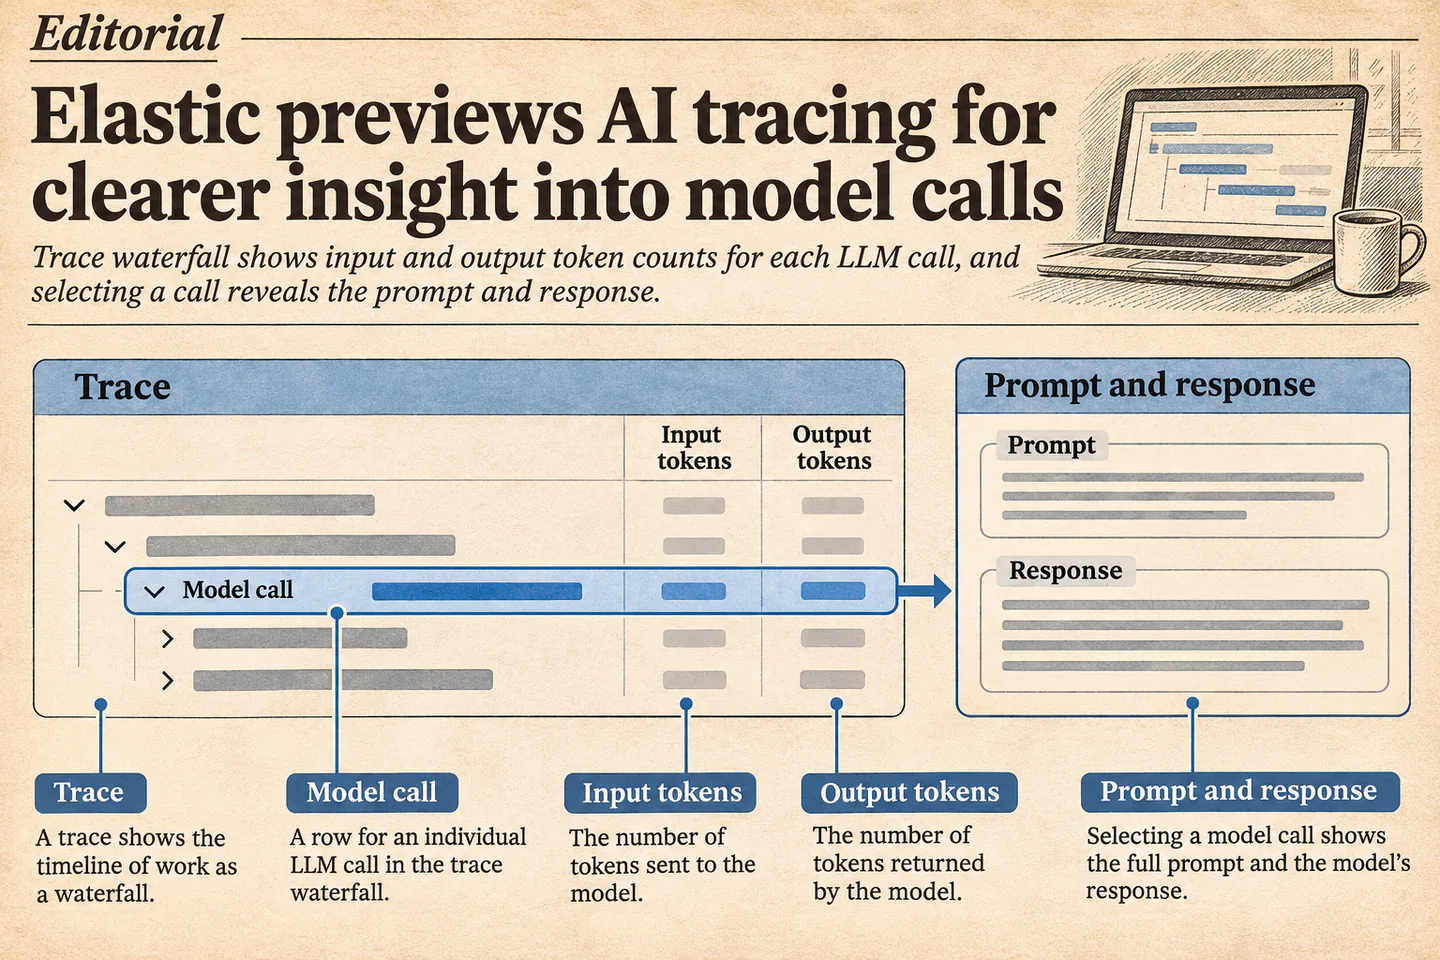 Editorial
Elastic previews AI tracing for
clearer insight into model calls
Trace waterfall shows input and output token counts for each LLM call, and
selecting a call reveals the prompt and response.
Trace
Input
tokens
Output
tokens
Model call
Prompt and response
Prompt
Response
Trace
A trace shows the
timeline of work as
a waterfall.
Model call
A row for an individual
LLM call in the trace
waterfall.
Input tokens
The number of
tokens sent to the
model.
Output tokens
The number of
tokens returned
by the model.
Prompt and response
Selecting a model call shows
the full prompt and the model's
response.